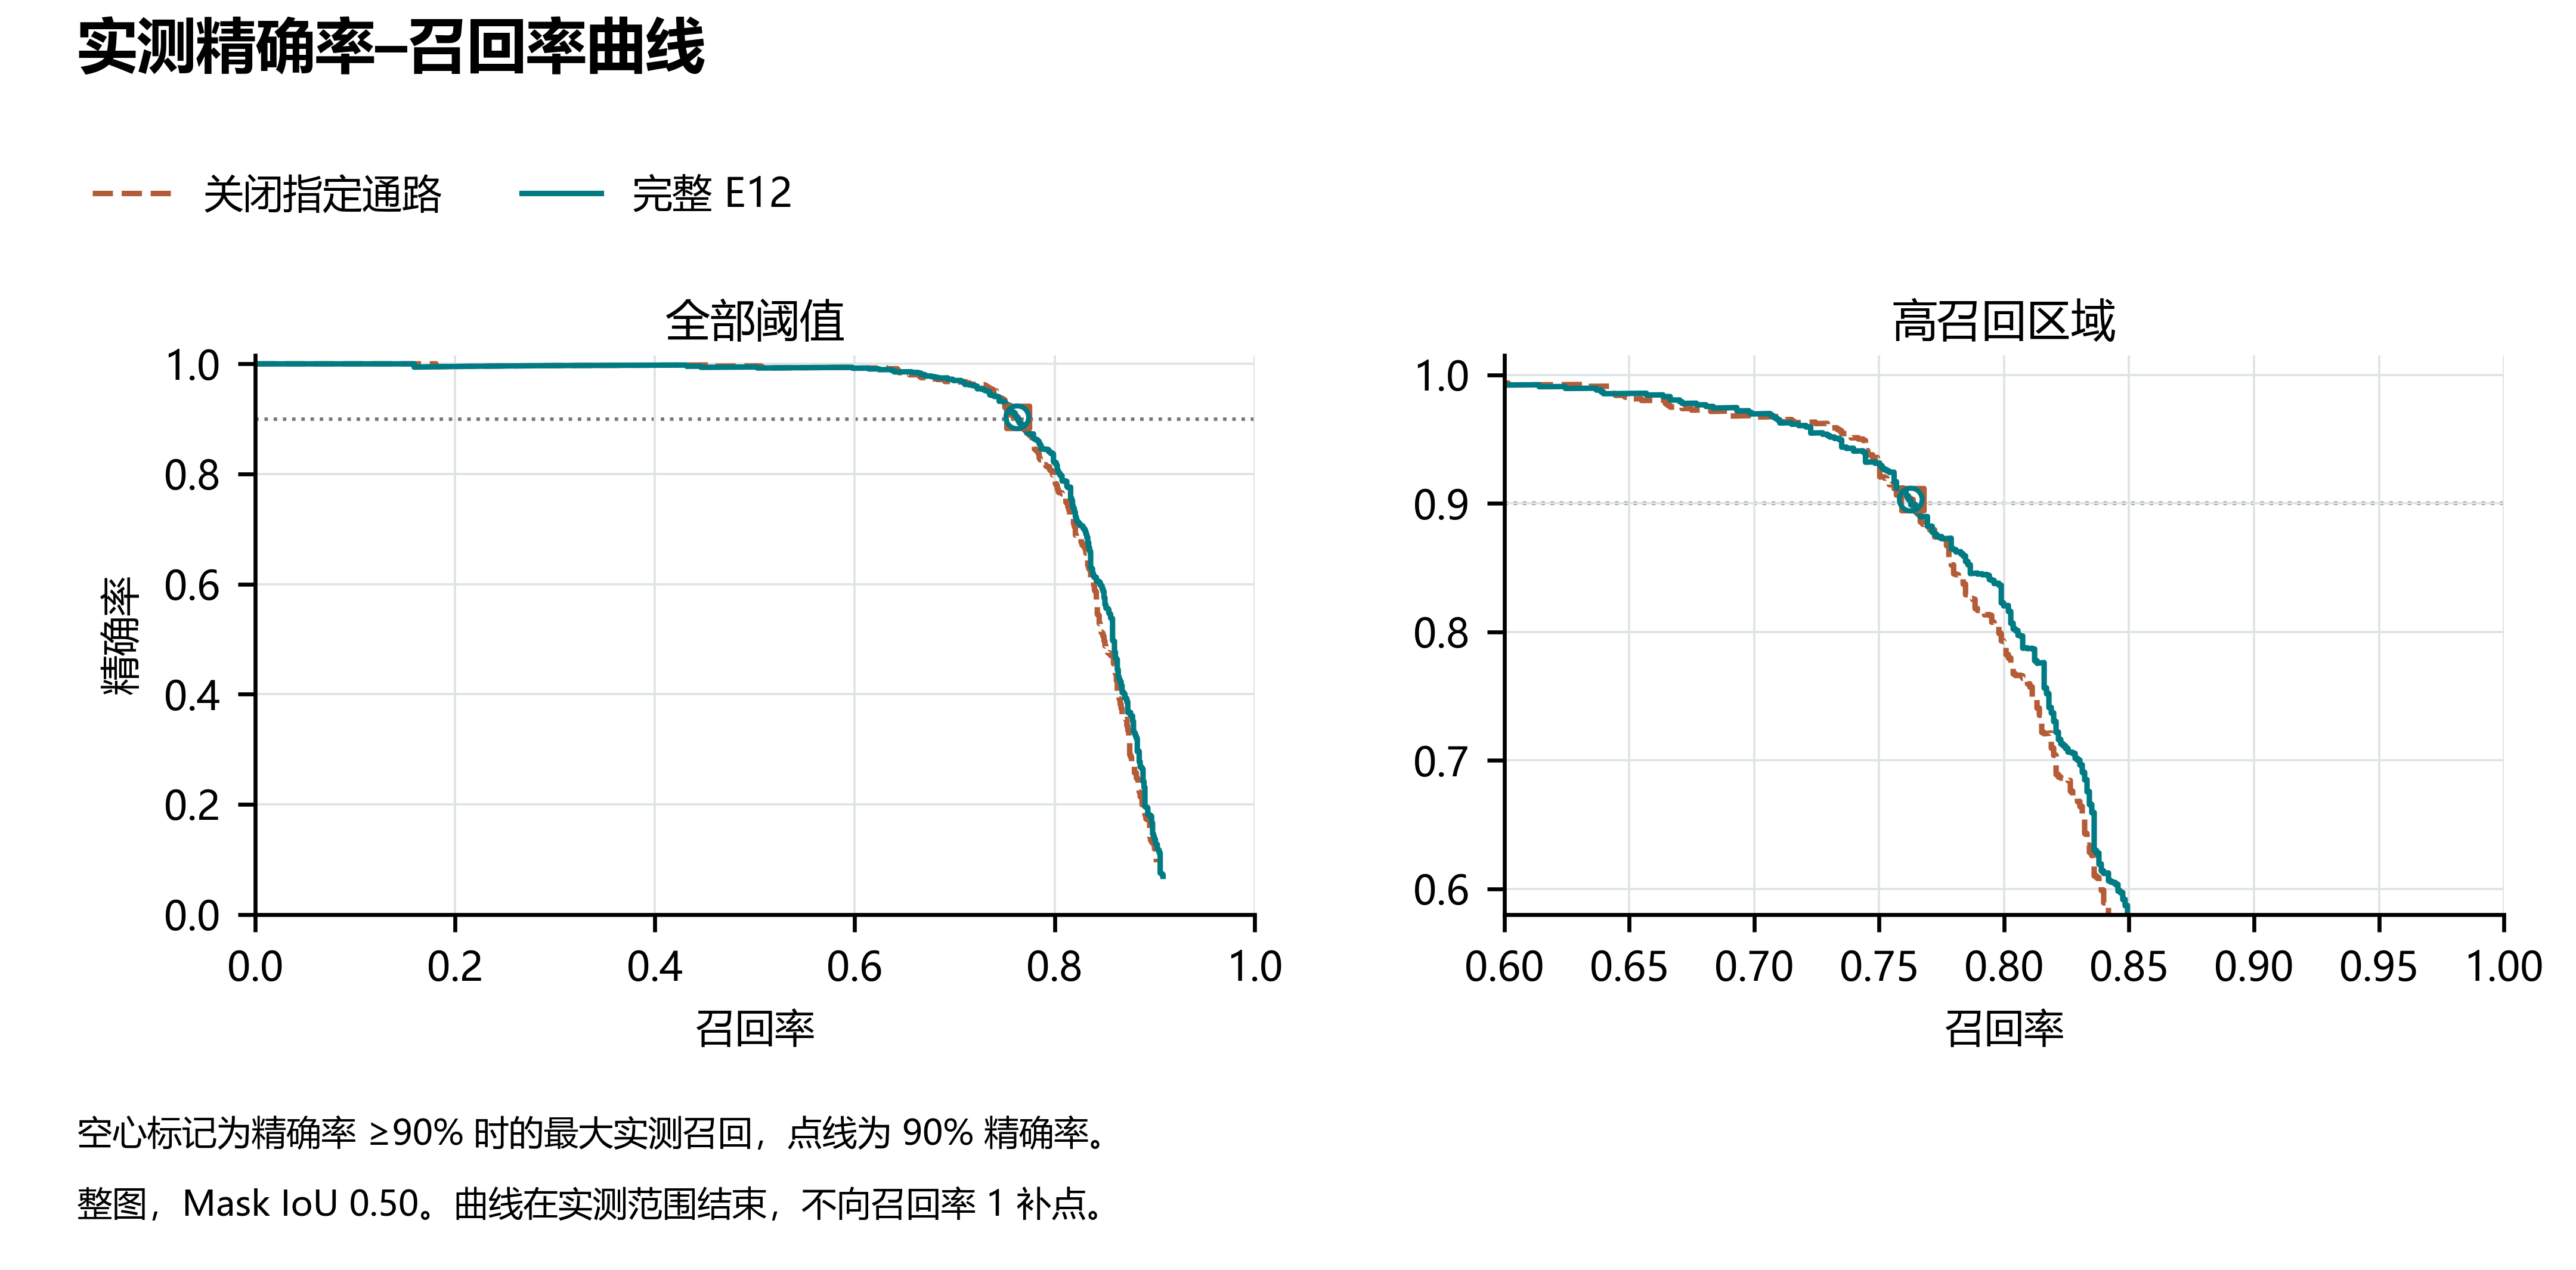 实测精确率–召回率曲线
关闭指定通路
完整 E12
全部阈值
精确率
1.0
0.8
0.6
0.4
0.2
0.0
0.0 0.2 0.4 0.6 0.8 1.0
召回率
高召回区域
1.0
0.9
0.8
0.7
0.6
0.60 0.65 0.70 0.75 0.80 0.85 0.90 0.95 1.00
召回率
空心标记为精确率 ≥90% 时的最大实测召回，点线为 90% 精确率。
整图，Mask IoU 0.50。曲线在实测范围结束，不向召回率 1 补点。